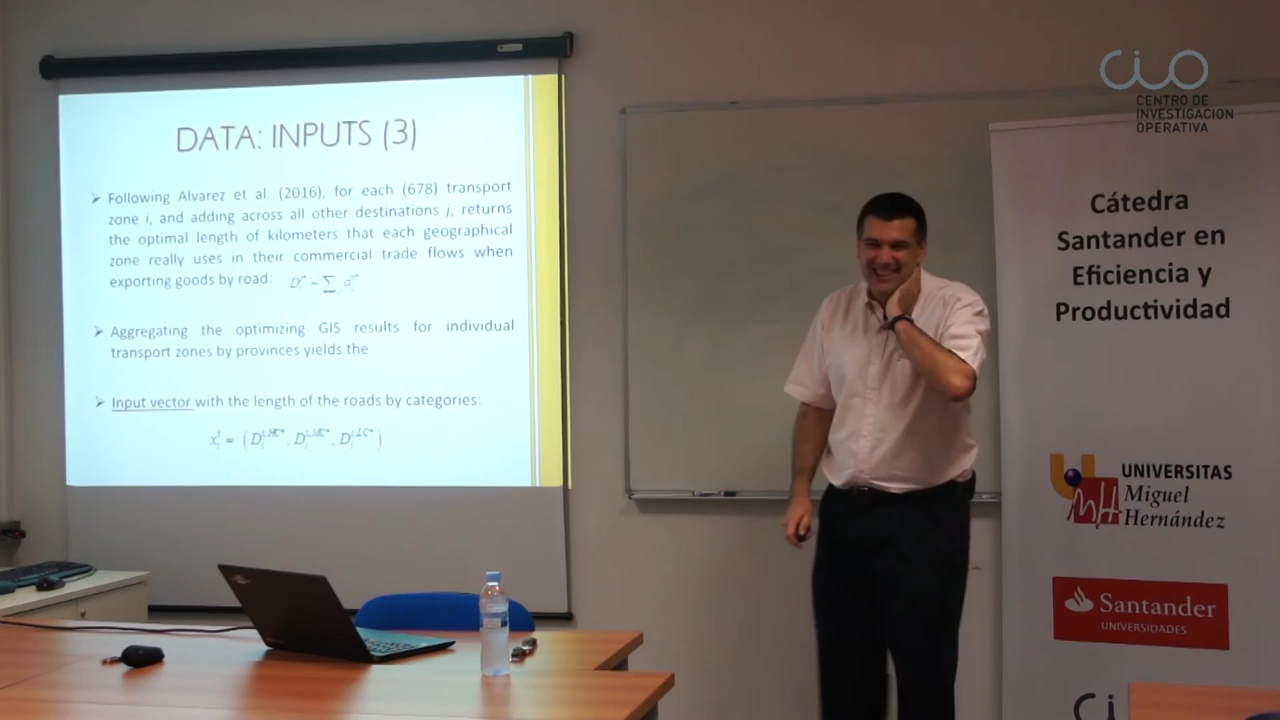 DATA: INPUTS (3)
Following Alvarez et al. (2016), for each (678) transport
zone i, and adding across all other destinations j, returns
the optimal length of kilometers that each geographical
zone really uses in their commercial trade flows when
exporting goods by road:
Aggregating the optimizing GIS results for individual
transport zones by provinces yields the
Input vector with the length of the roads by categories:
CIO
CENTRO DE
INVESTIGACION
OPERATIVA
Cátedra
Santander en
Eficiencia y
Productividad
UNIVERSITAS
Miguel
Hernández
Santander
UNIVERSIDADES